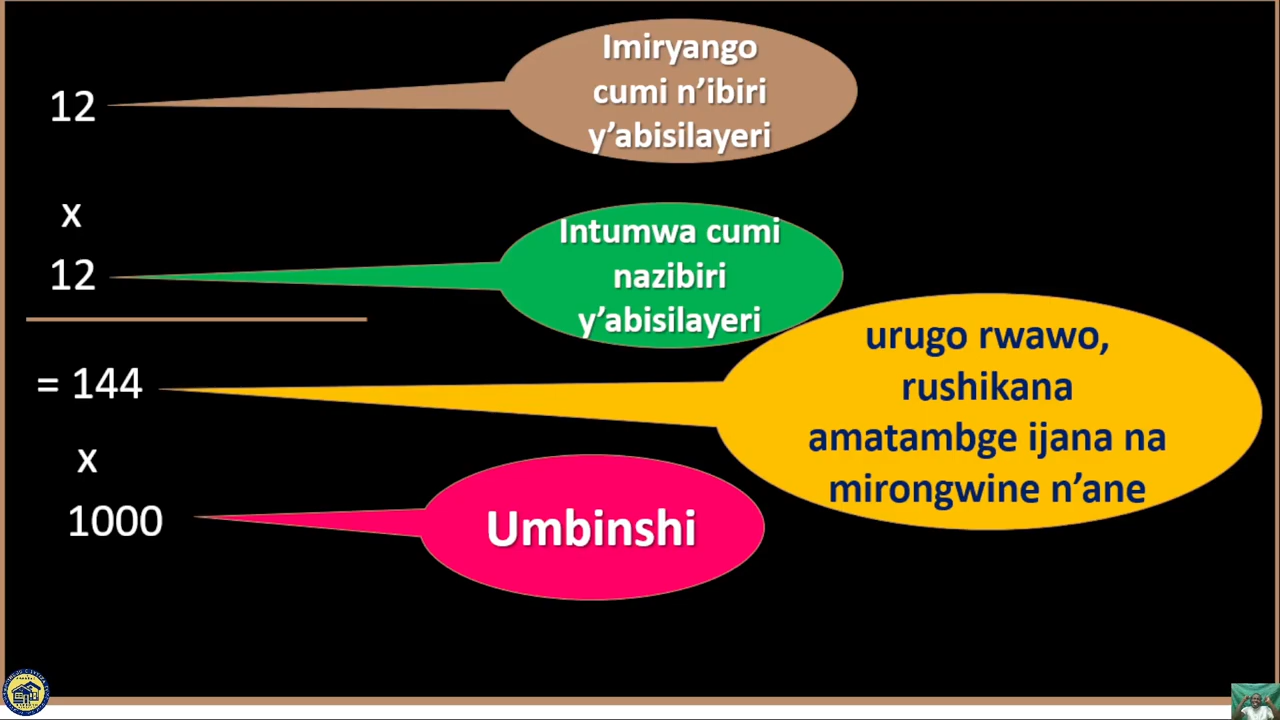 12
Imiryango
cumi n’ibiri
y’abisilayeri
x
12
Intumwa cumi
nazibiri
y’abisilayeri
= 144
urugo rwawo,
rushikana
amatambge ijana na
mirongwine n’ane
x
1000
Umbinshi